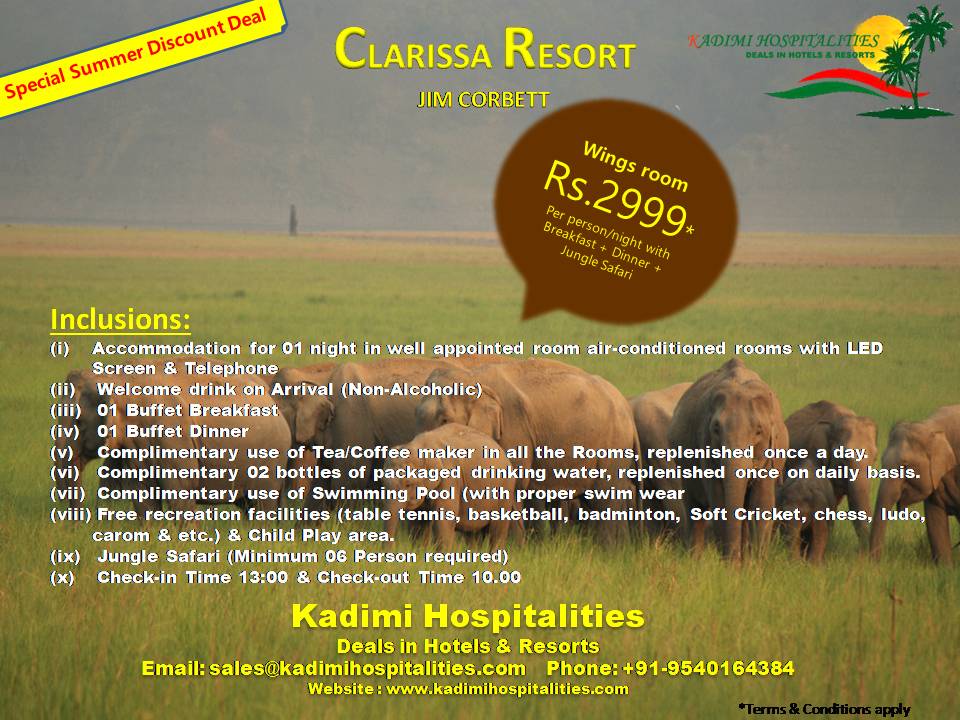 Special Summer Discount Deal
CLARISSA RESORT
JIM CORBETT
KADIMI HOSPITALITIES
DEALS IN HOTELS & RESORTS
Wings room
Rs.2999*
Per person/night with
Breakfast + Dinner +
Jungle Safari
Inclusions:
(i) Accommodation for 01 night in well appointed room air-conditioned rooms with LED
Screen & Telephone
(ii) Welcome drink on Arrival (Non-Alcoholic)
(iii) 01 Buffet Breakfast
(iv) 01 Buffet Dinner
(v) Complimentary use of Tea/Coffee maker in all the Rooms, replenished once a day.
(vi) Complimentary 02 bottles of packaged drinking water, replenished once on daily basis.
(vii) Complimentary use of Swimming Pool (with proper swim wear
(viii) Free recreation facilities (table tennis, basketball, badminton, Soft Cricket, chess, ludo,
carom & etc.) & Child Play area.
(ix) Jungle Safari (Minimum 06 Person required)
(x) Check-in Time 13:00 & Check-out Time 10.00
Kadimi Hospitalities
Deals in Hotels & Resorts
Email: sales@kadimihospitalities.com Phone: +91-9540164384
Website : www.kadimihospitalities.com
*Terms & Conditions apply